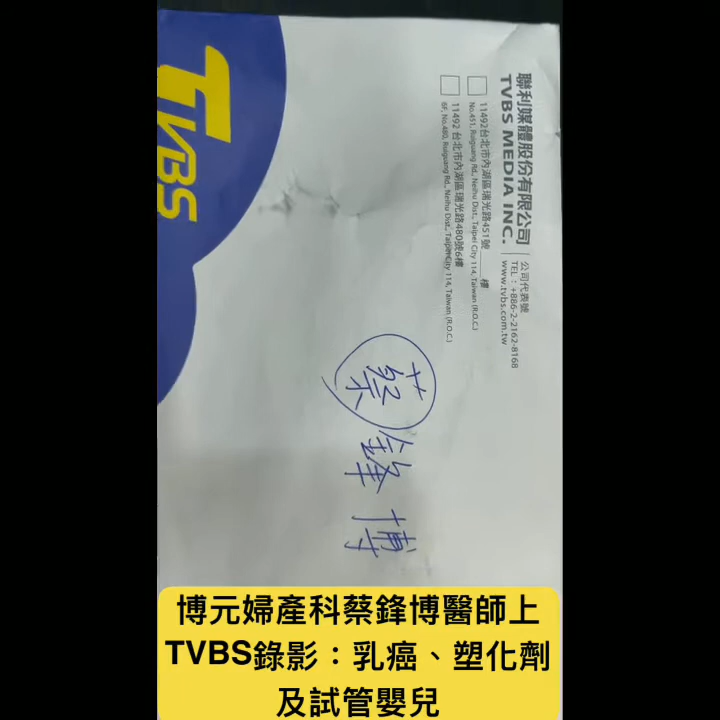 TVBS
聯利媒體股份有限公司
TVBS MEDIA INC.
公司代表號
TEL：+886-2-2162-8168
www.tvbs.com.tw
11492台北市內湖區瑞光路451號 樓
No.451, Ruiguang Rd., Neihu Dist., Taipei City 114, Taiwan (R.O.C.)
11492台北市內湖區瑞光路480號6樓
6F, No.480, Ruiguang Rd., Neihu Dist., Taipei City 114, Taiwan (R.O.C.)
蔡鋒博
博元婦產科蔡鋒博醫師上
TVBS錄影：乳癌、塑化劑
及試管嬰兒